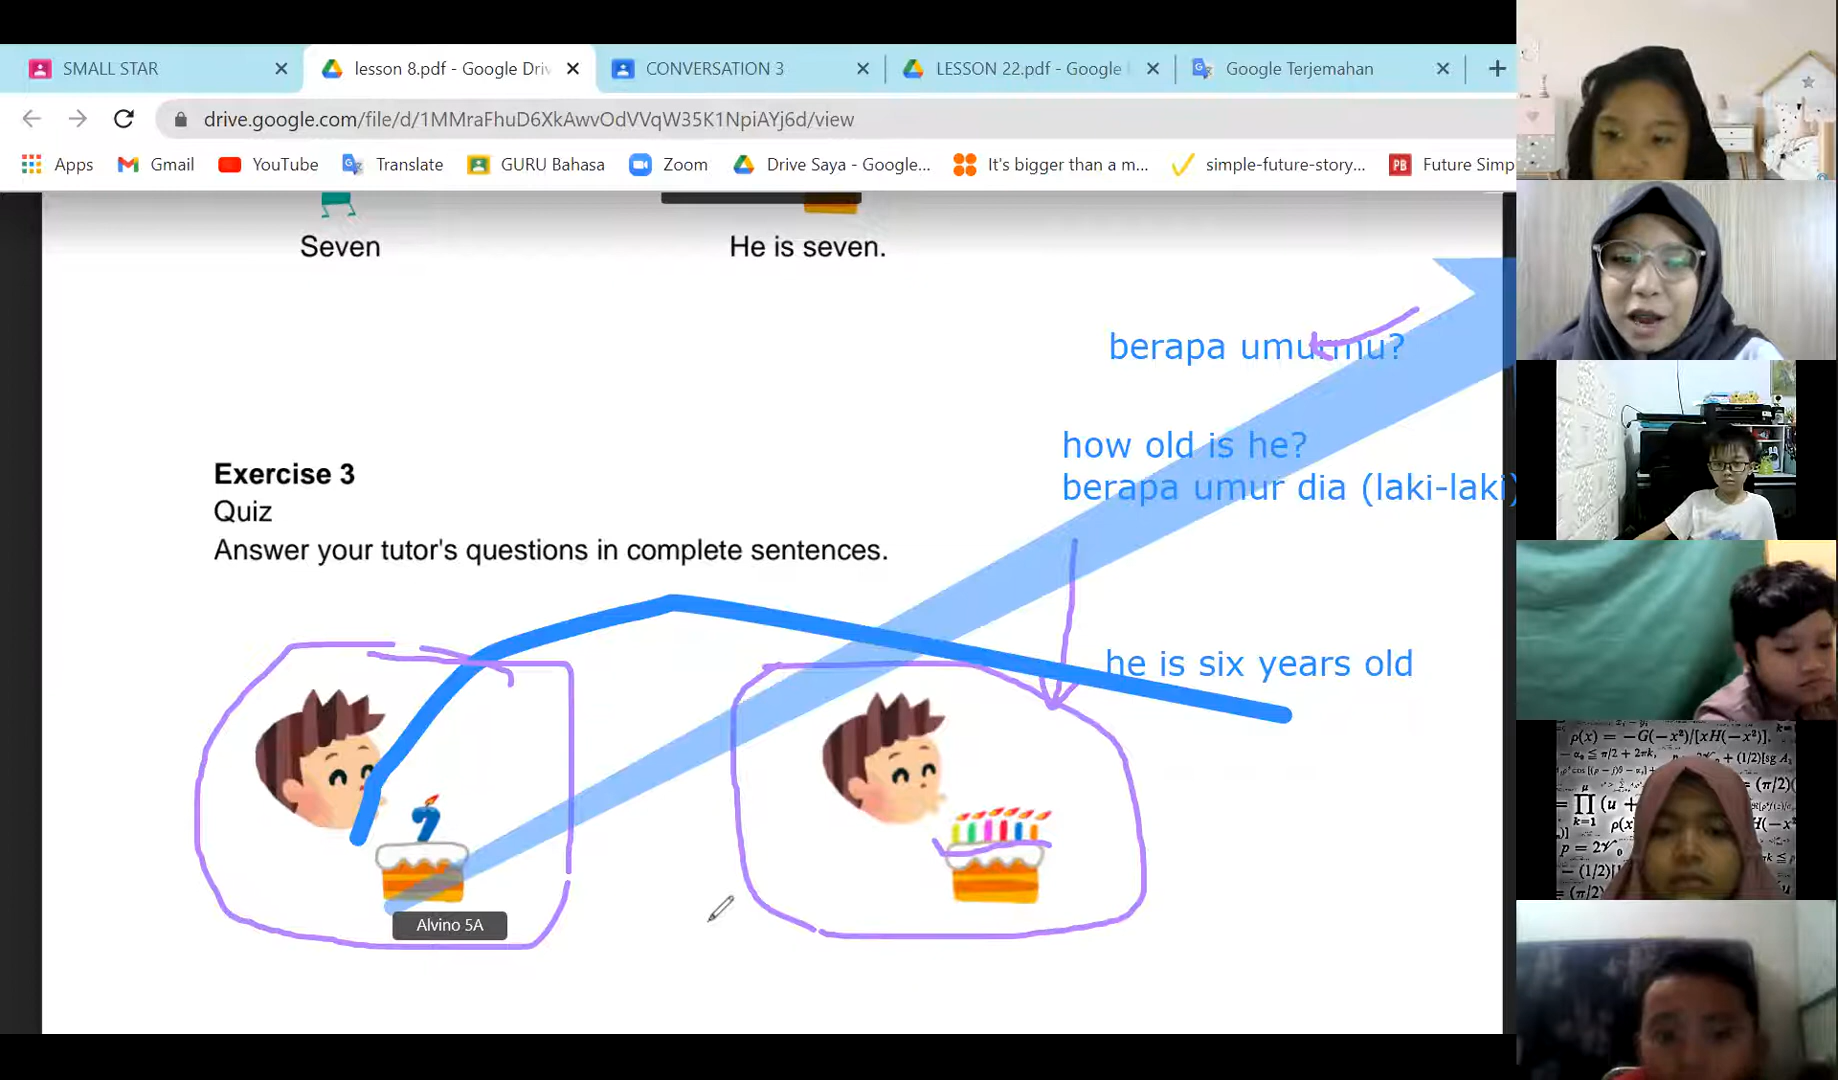 SMALL STAR
lesson 8.pdf - Google Driv
CONVERSATION 3
LESSON 22.pdf - Google
Google Terjemahan
drive.google.com/file/d/1MMraFhuD6XkAwvOdVVqW35K1NpiAYj6d/view
Apps
Gmail
YouTube
Translate
GURU Bahasa
Zoom
Drive Saya - Google...
It's bigger than a m...
simple-future-story...
PB
Future Simp
Seven
He is seven.
berapa umurmu?
how old is he?
berapa umur dia (laki-laki)
Exercise 3
Quiz
Answer your tutor's questions in complete sentences.
he is six years old
7
Alvino 5A